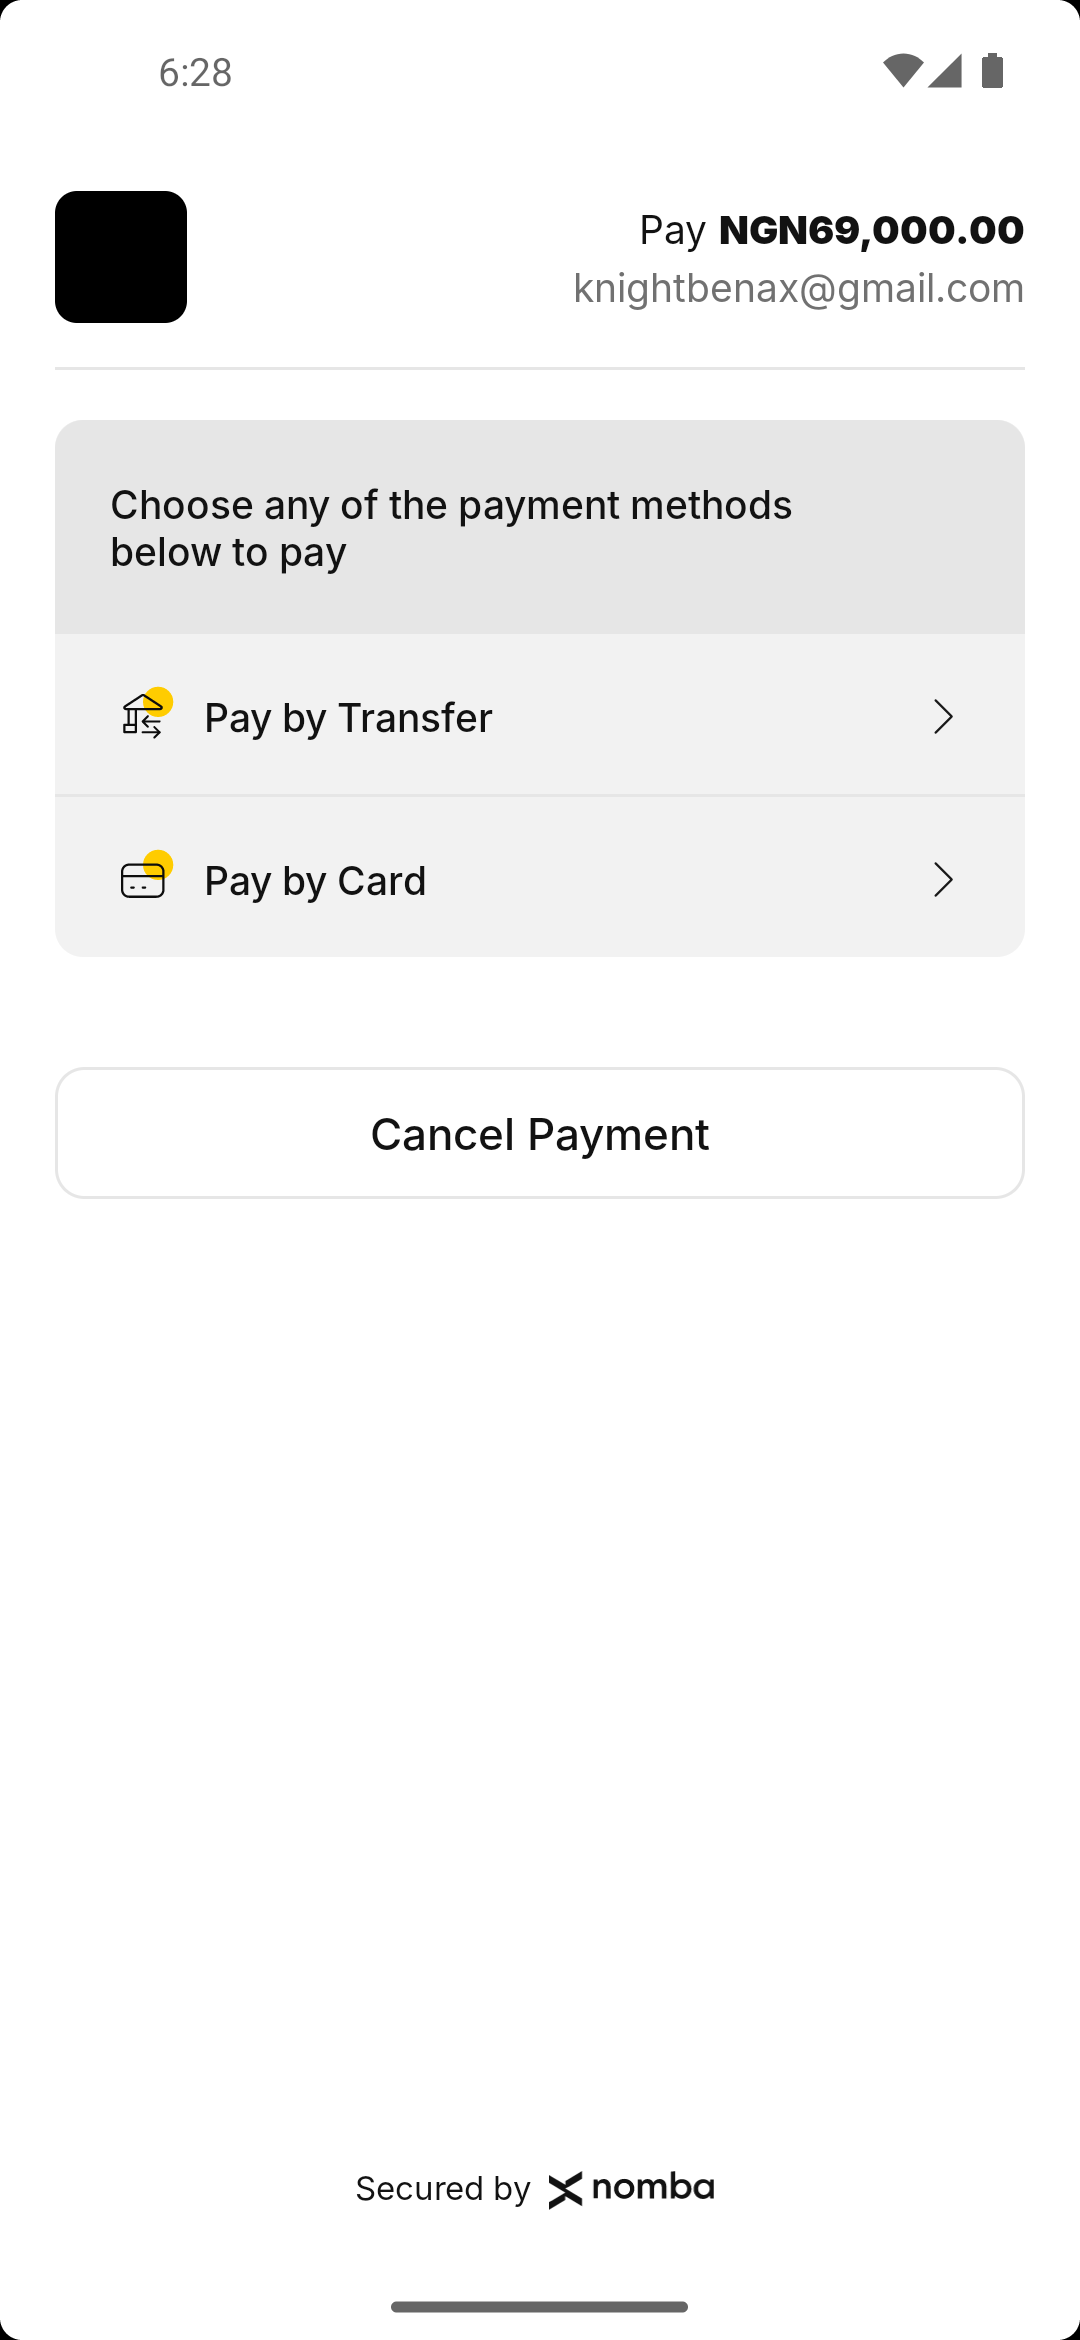 6:28
Pay NGN69,000.00
knightbenax@gmail.com
Choose any of the payment methods
below to pay
Pay by Transfer
Pay by Card
Cancel Payment
Secured by nomba